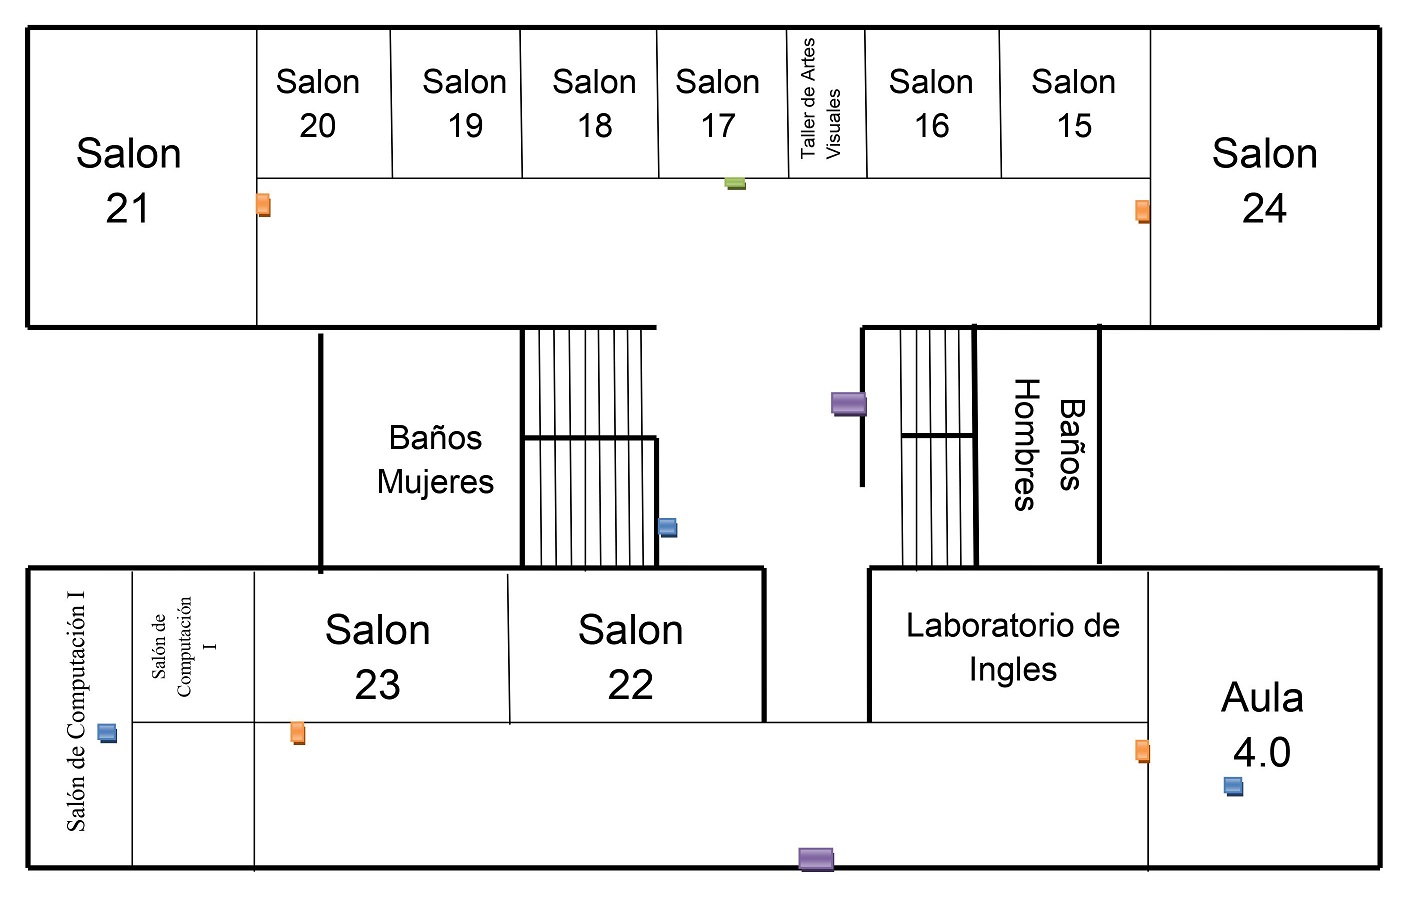 Salon
21
Salon
20
Salon
19
Salon
18
Salon
17
Taller de Artes
Visuales
Salon
16
Salon
15
Salon
24
Baños
Mujeres
Baños
Hombres
Salón de Computación I
Salón de
Computación
I
Salon
23
Salon
22
Laboratorio de
Ingles
Aula
4.0